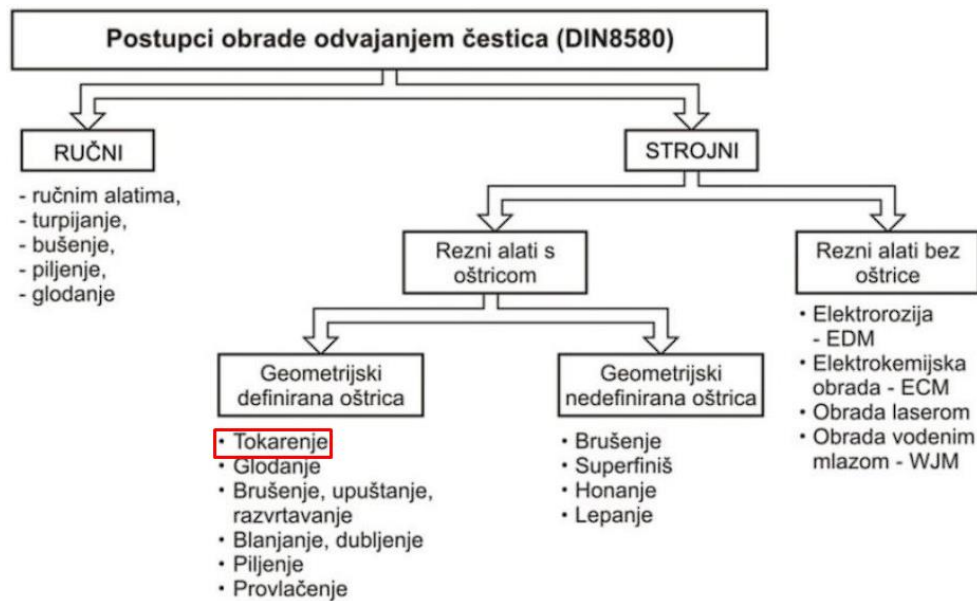 Postupci obrade odvajanjem čestica (DIN8580)
RUČNI
- ručnim alatima,
- turpijanje,
- bušenje,
- piljenje,
- glodanje
STROJNI
Rezni alati s
oštricom
Rezni alati bez
oštrice
• Elektrorozija
- EDM
• Elektrokemijska
obrada - ECM
• Obrada laserom
• Obrada vodenim
mlazom - WJM
Geometrijski
definirana oštrica
• Tokarenje
• Glodanje
• Brušenje, upuštanje,
razvrtavanje
• Blanjanje, dubljenje
• Piljenje
• Provlačenje
Geometrijski
nedefinirana oštrica
• Brušenje
• Superfiniš
• Honanje
• Lepanje